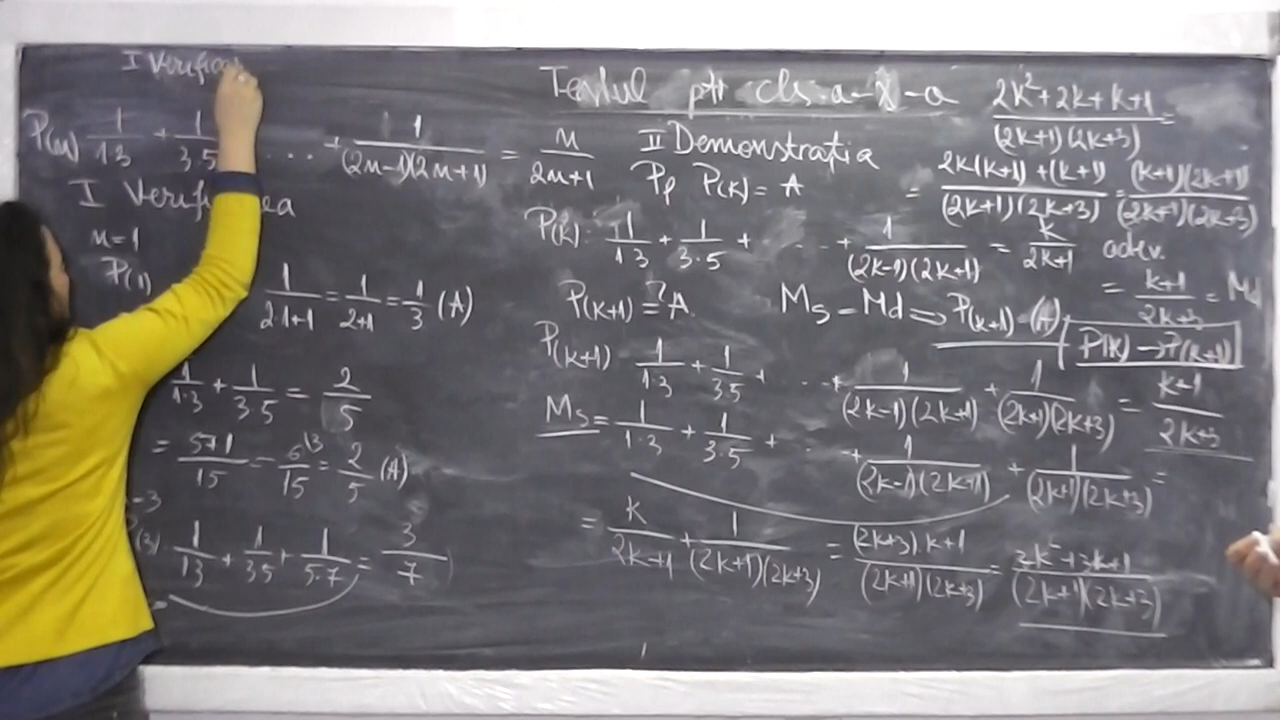 I Verifica
P(n) 1/1·3 + 1/3·5 ... + 1/(2n-1)(2n+1) = n/2n+1
I Verifi ea
n=1
P(1)
1/2·1+1 = 1/2+1 = 1/3 (A)
1/1·3 + 1/3·5 = 2/5
= 5+1/15 = 6/15 (3 = 2/5 (A)
=3
(3) 1/1·3 + 1/3·5 + 1/5·7 = 3/7
Testul ptr cls. a-X-a
II Demonstrația
Pp P(k) = A
P(k): 1/1·3 + 1/3·5 + ... + 1/(2k-1)(2k+1) = k/2k+1 adev.
P(k+1) ?= A.
P(k+1) 1/1·3 + 1/3·5 + ... + 1/(2k-1)(2k+1) + 1/(2k+1)(2k+3) = k+1/2k+3
Ms = 1/1·3 + 1/3·5 + ... + 1/(2k-1)(2k+1) + 1/(2k+1)(2k+3) =
= k/2k+1 + 1/(2k+1)(2k+3) = (2k+3)·k+1/(2k+1)(2k+3) = 2k²+3k+1/(2k+1)(2k+3)
2k²+2k+k+1/(2k+1)(2k+3) =
= 2k(k+1)+(k+1)/(2k+1)(2k+3) = (k+1)(2k+1)/(2k+1)(2k+3)
= k+1/2k+3 = Md
Ms = Md ⇒ P(k+1) (A)
P(k) → P(k+1)